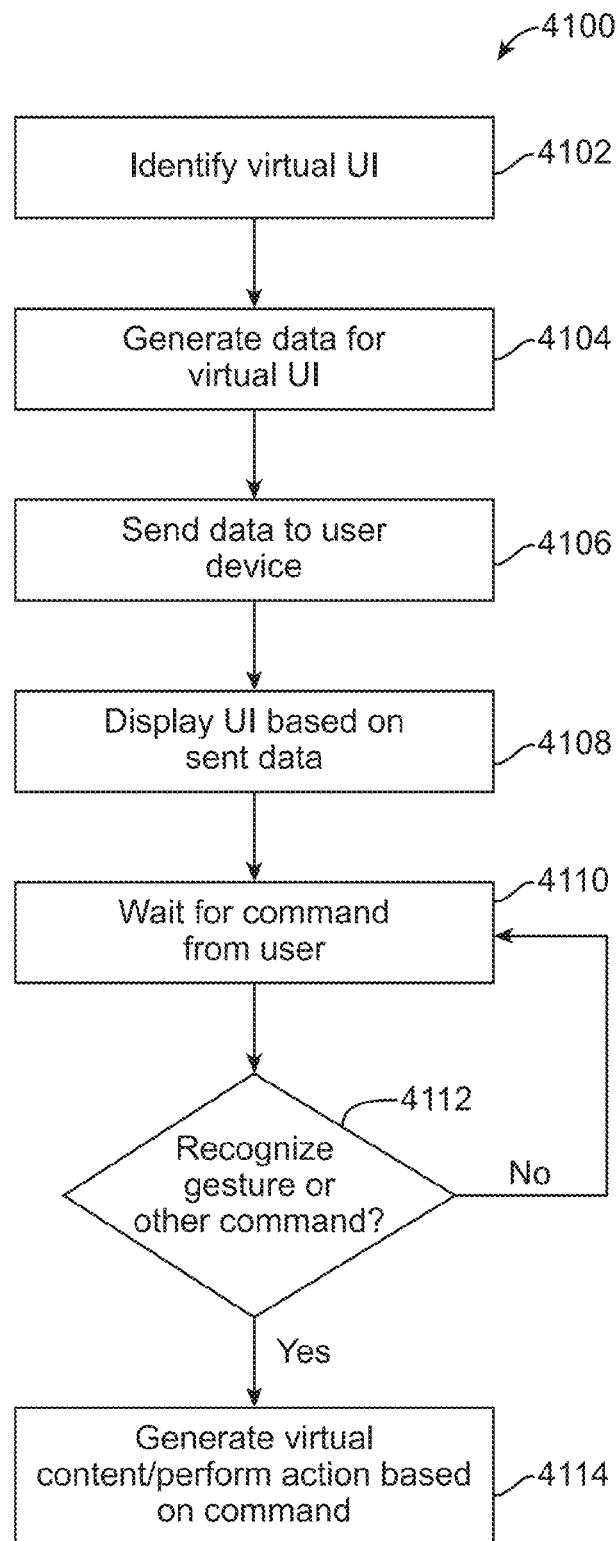 4100
Identify virtual UI
4102
Generate data for
virtual UI
4104
Send data to user
device
4106
Display UI based on
sent data
4108
Wait for command
from user
4110
Recognize
gesture or
other command?
4112
No
Yes
Generate virtual
content/perform action based
on command
4114